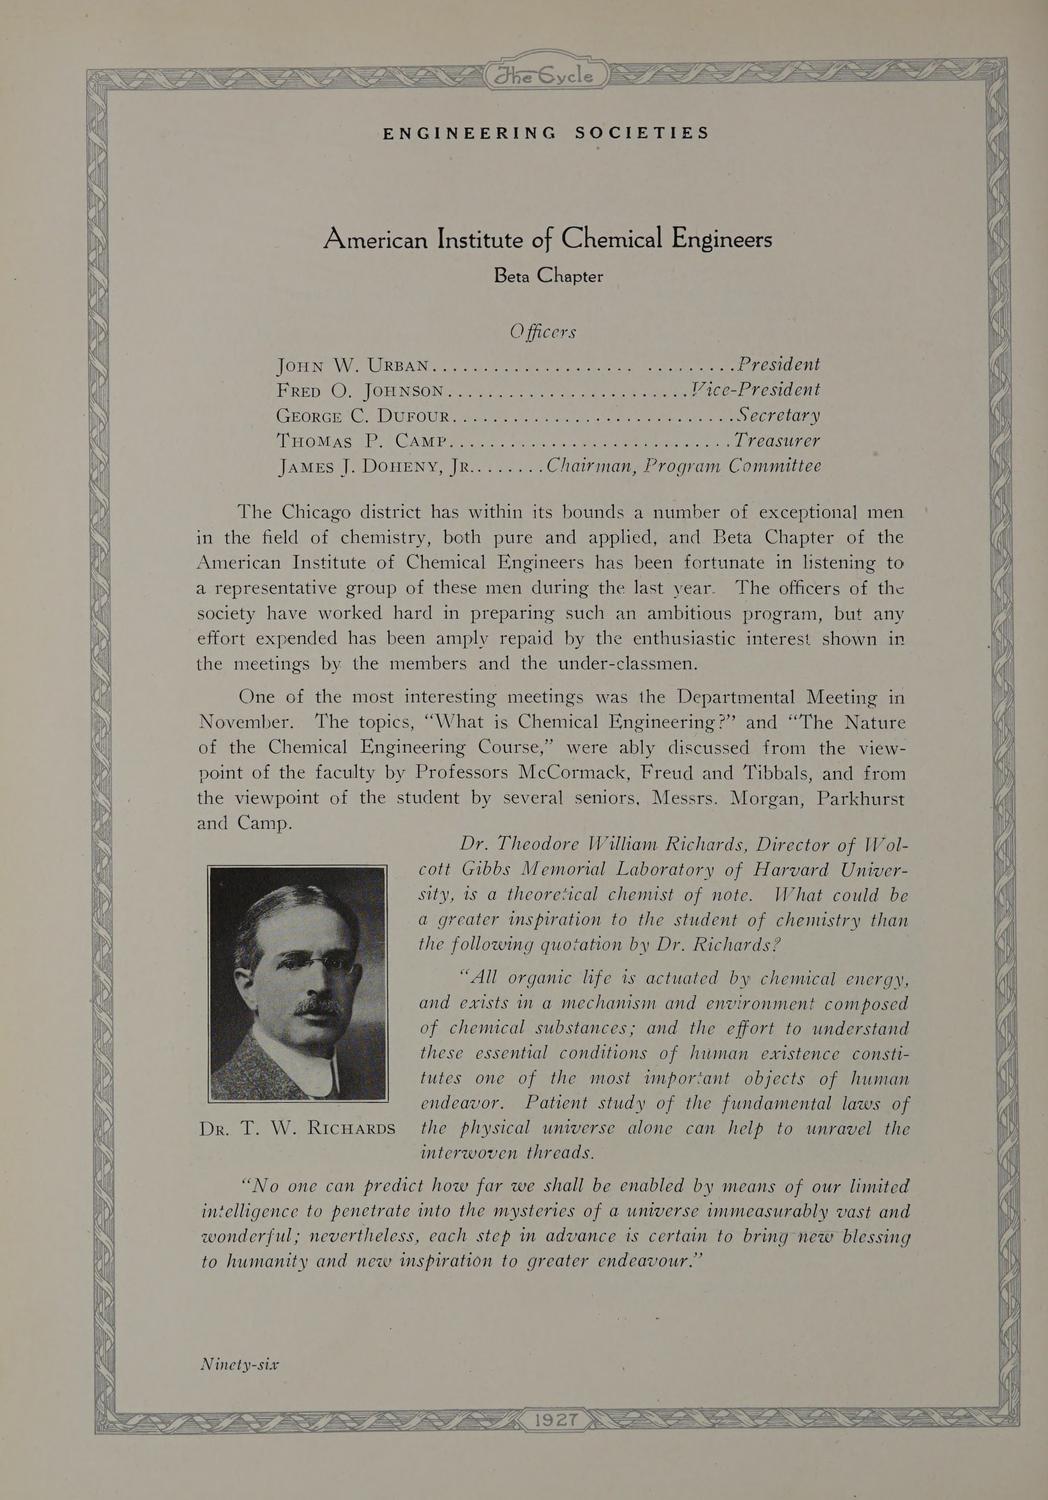 The Cycle
ENGINEERING SOCIETIES
American Institute of Chemical Engineers
Beta Chapter
Officers
JOHN W. URBAN........................ .........President
FRED O. JOHNSON..........................Vice-President
GEORGE C. DUFOUR..............................Secretary
THOMAS P. CAMP..............................Treasurer
JAMES J. DOHENY, JR........Chairman, Program Committee
The Chicago district has within its bounds a number of exceptional men
in the field of chemistry, both pure and applied, and Beta Chapter of the
American Institute of Chemical Engineers has been fortunate in listening to
a representative group of these men during the last year. The officers of the
society have worked hard in preparing such an ambitious program, but any
effort expended has been amply repaid by the enthusiastic interest shown in
the meetings by the members and the under-classmen.
One of the most interesting meetings was the Departmental Meeting in
November. The topics, “What is Chemical Engineering?” and “The Nature
of the Chemical Engineering Course,” were ably discussed from the view-
point of the faculty by Professors McCormack, Freud and Tibbals, and from
the viewpoint of the student by several seniors, Messrs. Morgan, Parkhurst
and Camp.
Dr. Theodore William Richards, Director of Wol-
cott Gibbs Memorial Laboratory of Harvard Univer-
sity, is a theoretical chemist of note. What could be
a greater inspiration to the student of chemistry than
the following quotation by Dr. Richards?
“All organic life is actuated by chemical energy,
and exists in a mechanism and environment composed
of chemical substances; and the effort to understand
these essential conditions of human existence consti-
tutes one of the most important objects of human
endeavor. Patient study of the fundamental laws of
the physical universe alone can help to unravel the
interwoven threads.
DR. T. W. RICHARDS
“No one can predict how far we shall be enabled by means of our limited
intelligence to penetrate into the mysteries of a universe immeasurably vast and
wonderful; nevertheless, each step in advance is certain to bring new blessing
to humanity and new inspiration to greater endeavour.”
Ninety-six
1927